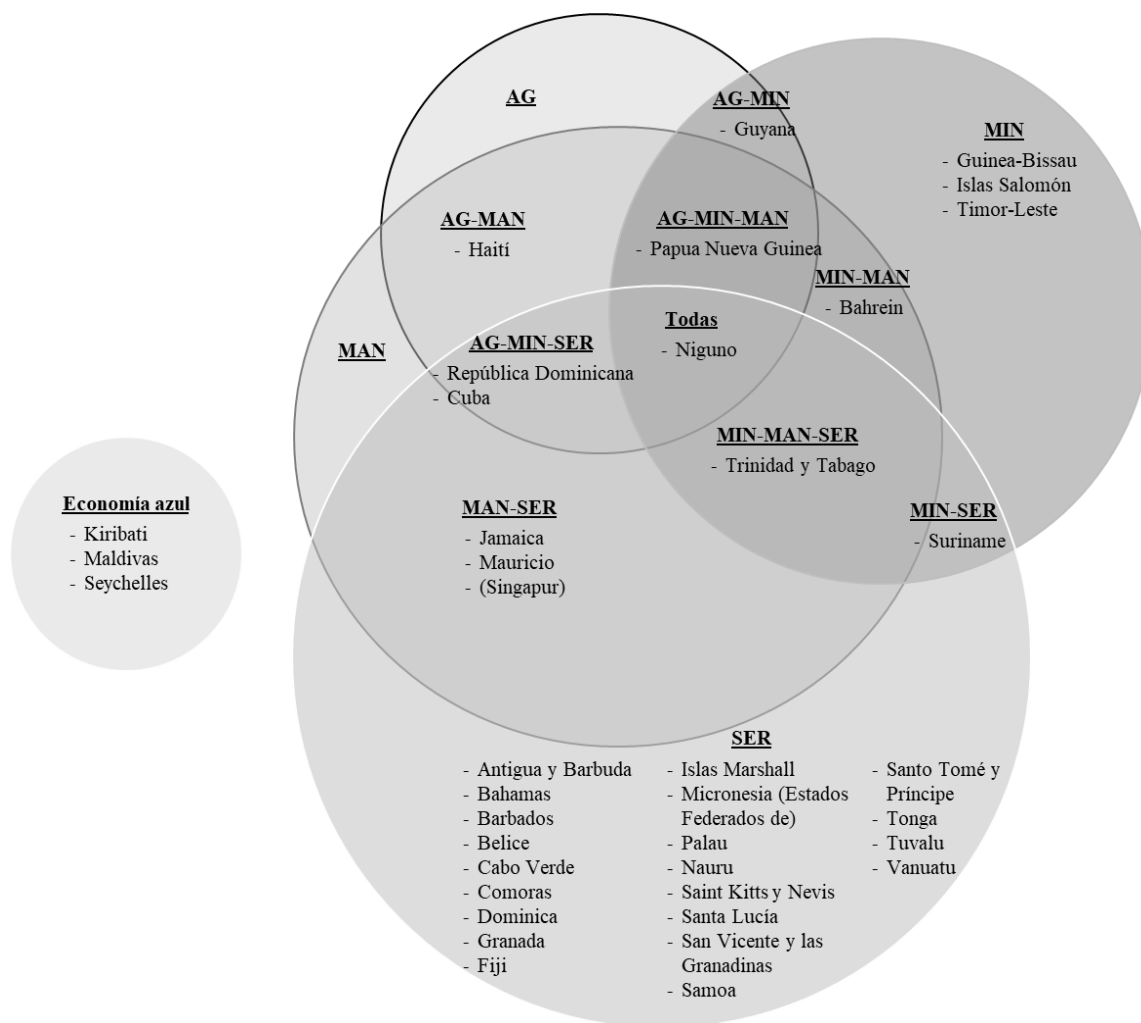 AG
AG-MIN
- Guyana
MIN
- Guinea-Bissau
- Islas Salomón
- Timor-Leste
AG-MAN
- Haití
AG-MIN-MAN
- Papua Nueva Guinea
MIN-MAN
- Bahrein
MAN
AG-MIN-SER
- República Dominicana
- Cuba
Todas
- Niguno
MIN-MAN-SER
- Trinidad y Tabago
Economía azul
- Kiribati
- Maldivas
- Seychelles
MAN-SER
- Jamaica
- Mauricio
- (Singapur)
MIN-SER
- Suriname
SER
- Antigua y Barbuda
- Bahamas
- Barbados
- Belice
- Cabo Verde
- Comoras
- Dominica
- Granada
- Fiji
- Islas Marshall
- Micronesia (Estados
Federados de)
- Palau
- Nauru
- Saint Kitts y Nevis
- Santa Lucía
- San Vicente y las
Granadinas
- Samoa
- Santo Tomé y
Príncipe
- Tonga
- Tuvalu
- Vanuatu